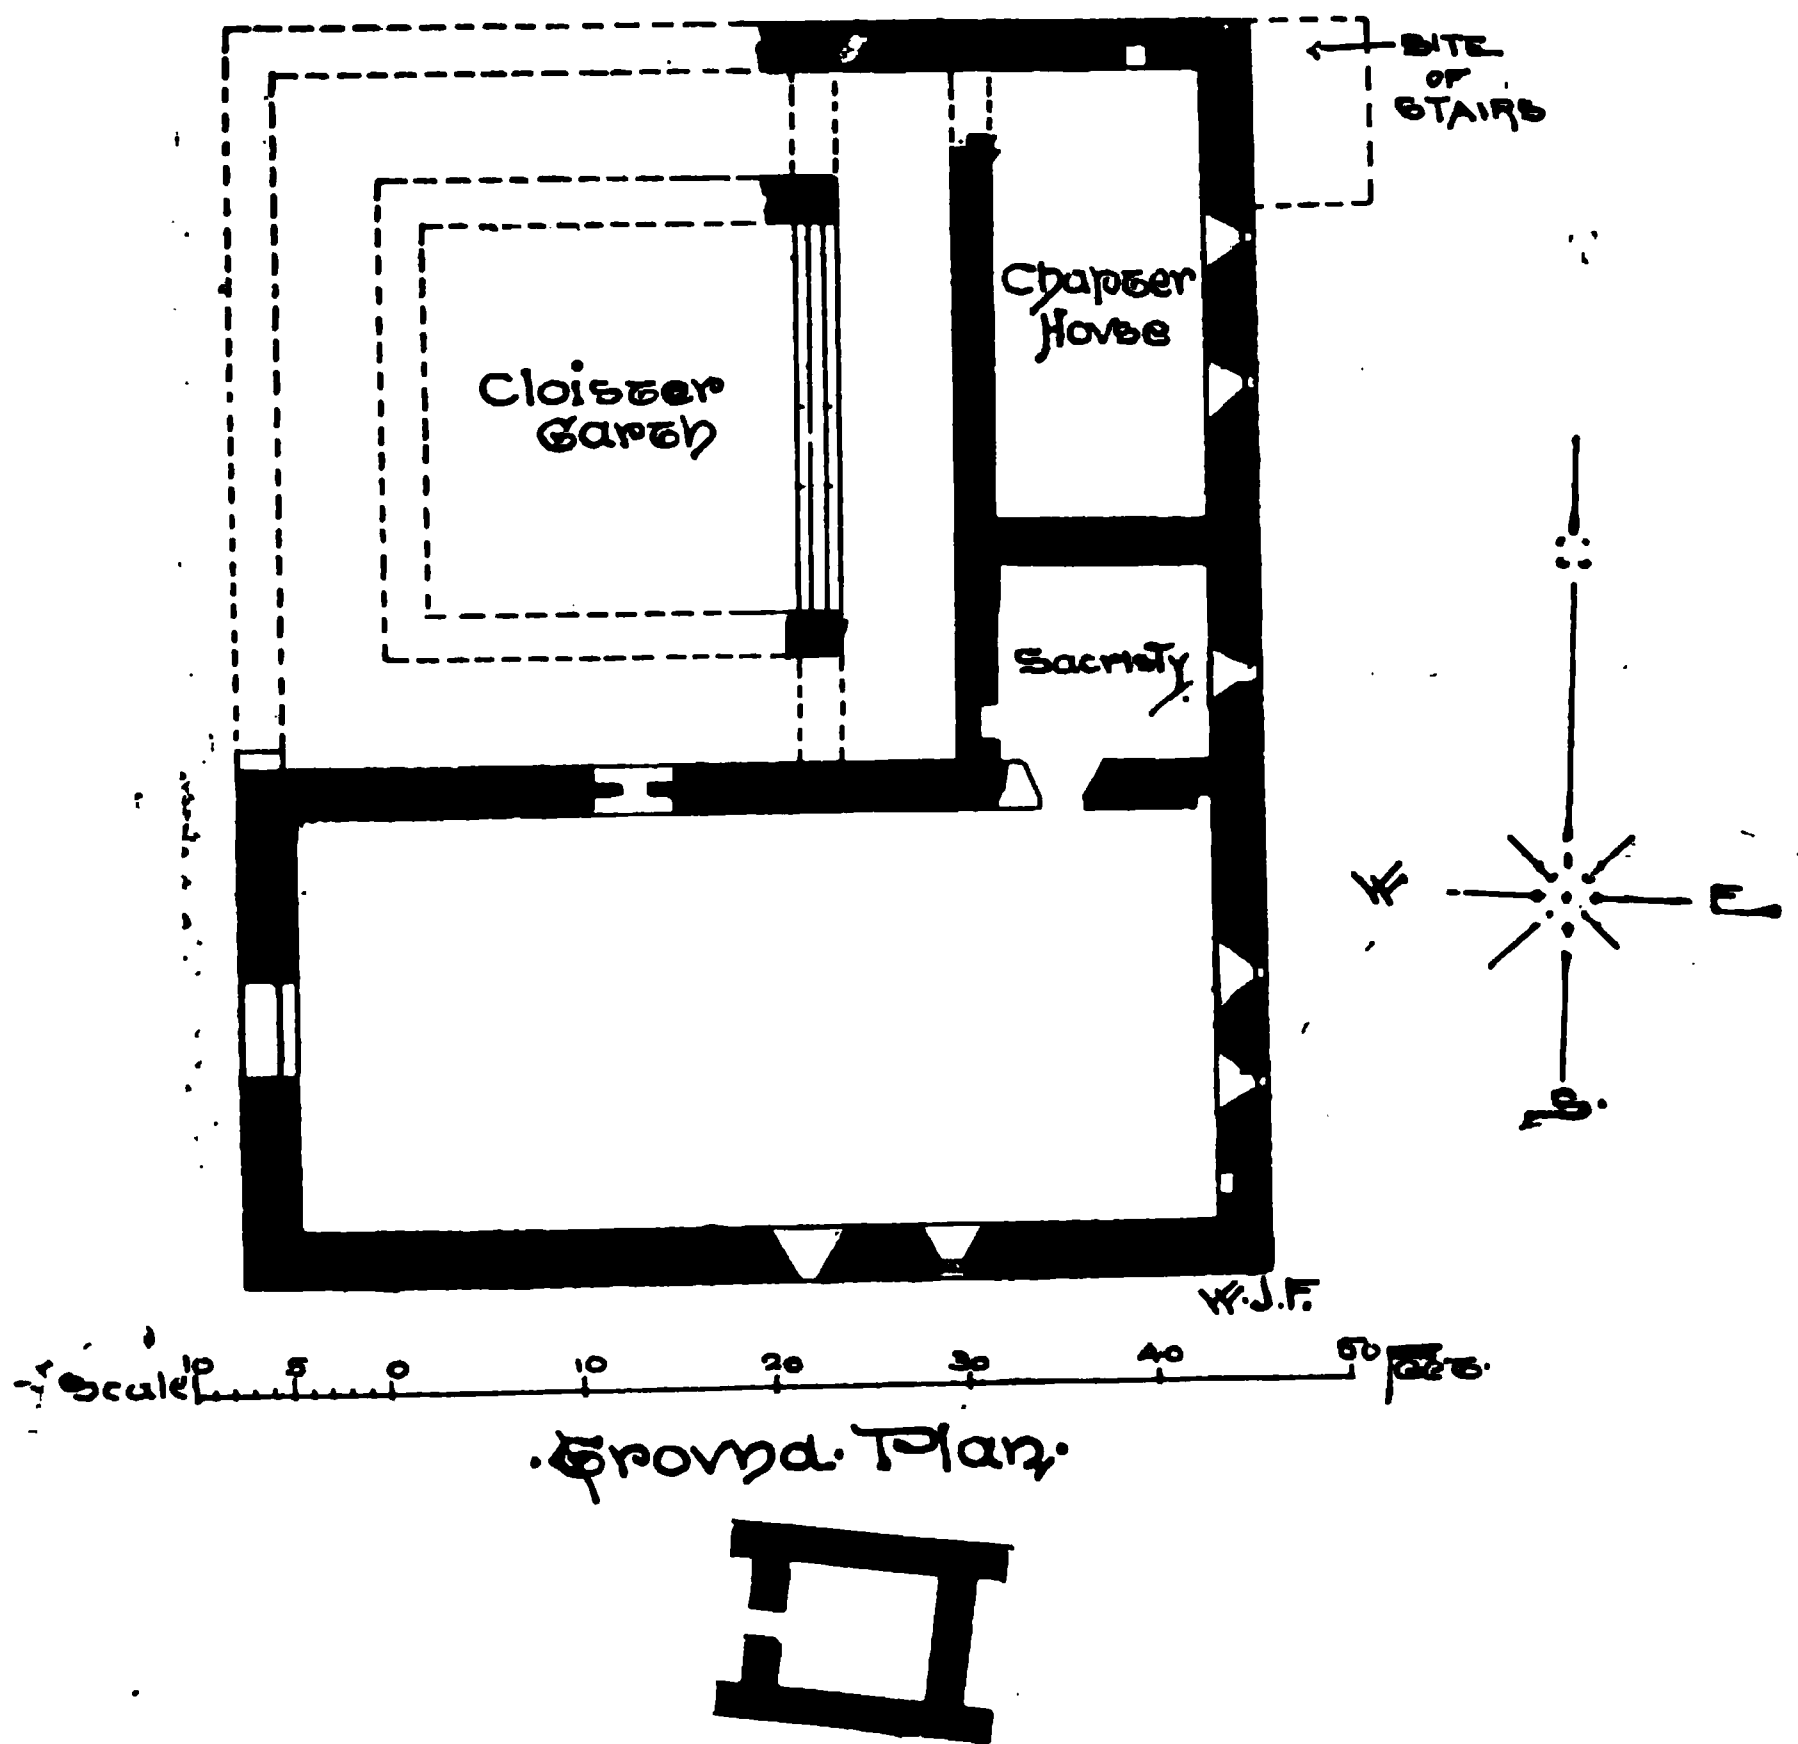 SITE
OF
STAIRS
Chapter
House
Cloister
Garth
Sacristy
W E
S.
W.J.F.
Scale 10 5 0 10 20 30 40 50 Feet.
.Ground. Plan.